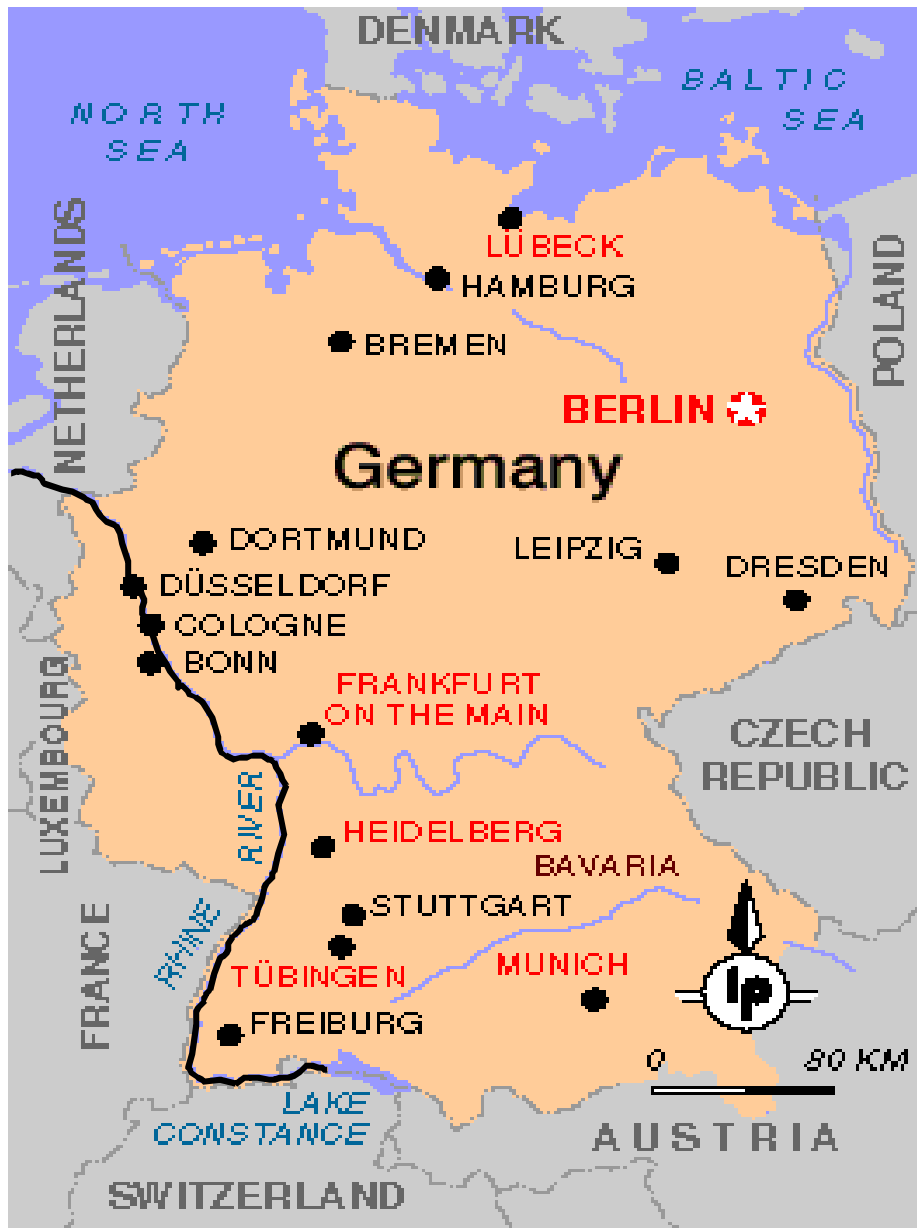 DENMARK
BALTIC
SEA
NORTH
SEA
NETHERLANDS
LÜBECK
HAMBURG
POLAND
BREMEN
BERLIN
Germany
DORTMUND
LEIPZIG
DRESDEN
DÜSSELDORF
COLOGNE
BONN
LUXEMBOURG
FRANKFURT
ON THE MAIN
CZECH
REPUBLIC
RIVER
RHINE
HEIDELBERG
BAVARIA
STUTTGART
FRANCE
TÜBINGEN
MUNICH
lp
FREIBURG
0 80 KM
LAKE
CONSTANCE
AUSTRIA
SWITZERLAND